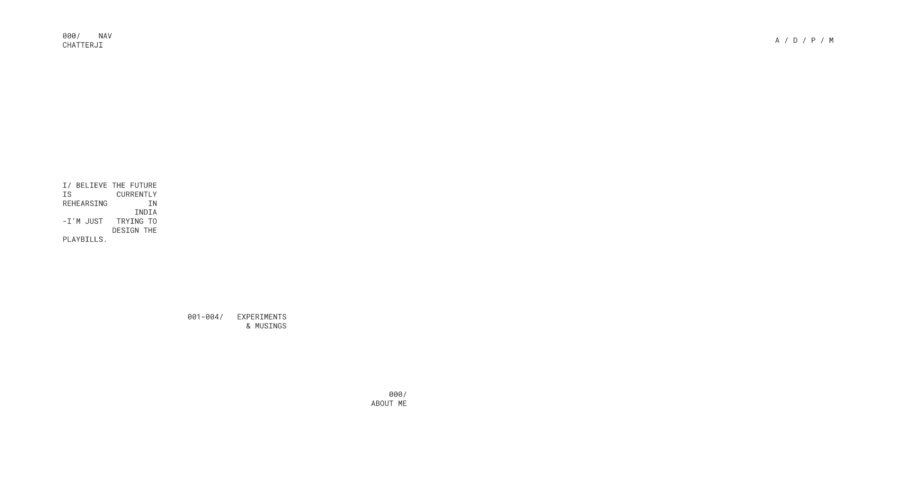 000/ NAV
CHATTERJI
A / D / P / M
I/ BELIEVE THE FUTURE
IS CURRENTLY
REHEARSING IN
INDIA
-I'M JUST TRYING TO
DESIGN THE
PLAYBILLS.
001-004/ EXPERIMENTS
& MUSINGS
000/
ABOUT ME